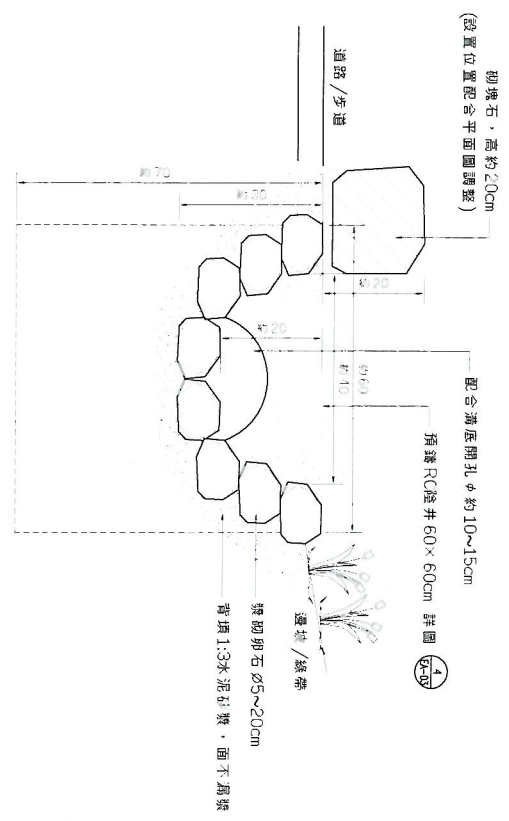 砌塊石，高約20cm
(設置位置配合平面圖調整)
道路/步道
約70
約30
約20
約20
約60
約40
配合溝底開孔φ約10~15cm
預鑄RC陰井60×60cm 詳圖
4
EA-03
邊坡/綠帶
漿砌卵石Ø5~20cm
背填1:3水泥砂漿，面不漏漿